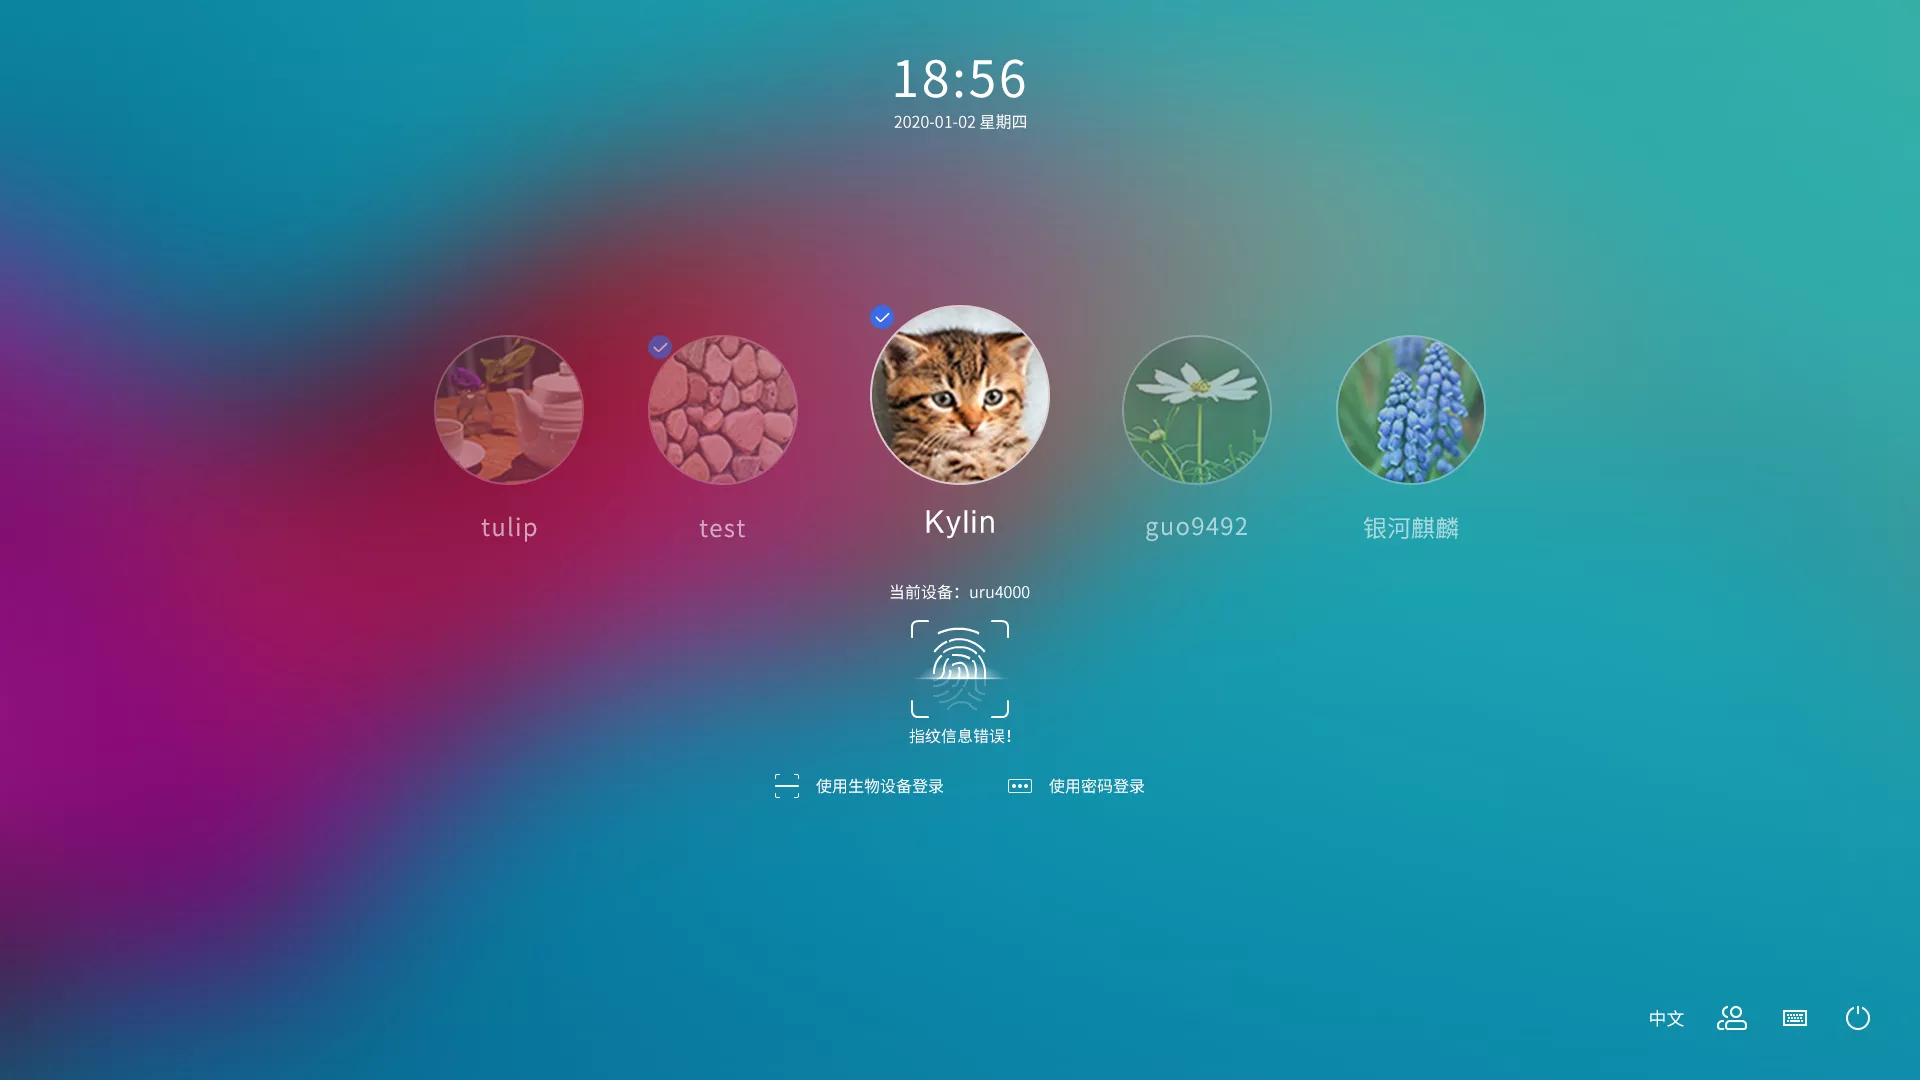 18:56
2020-01-02 星期四
tulip
test
Kylin
guo9492
银河麒麟
当前设备：uru4000
指纹信息错误！
使用生物设备登录
使用密码登录
中文